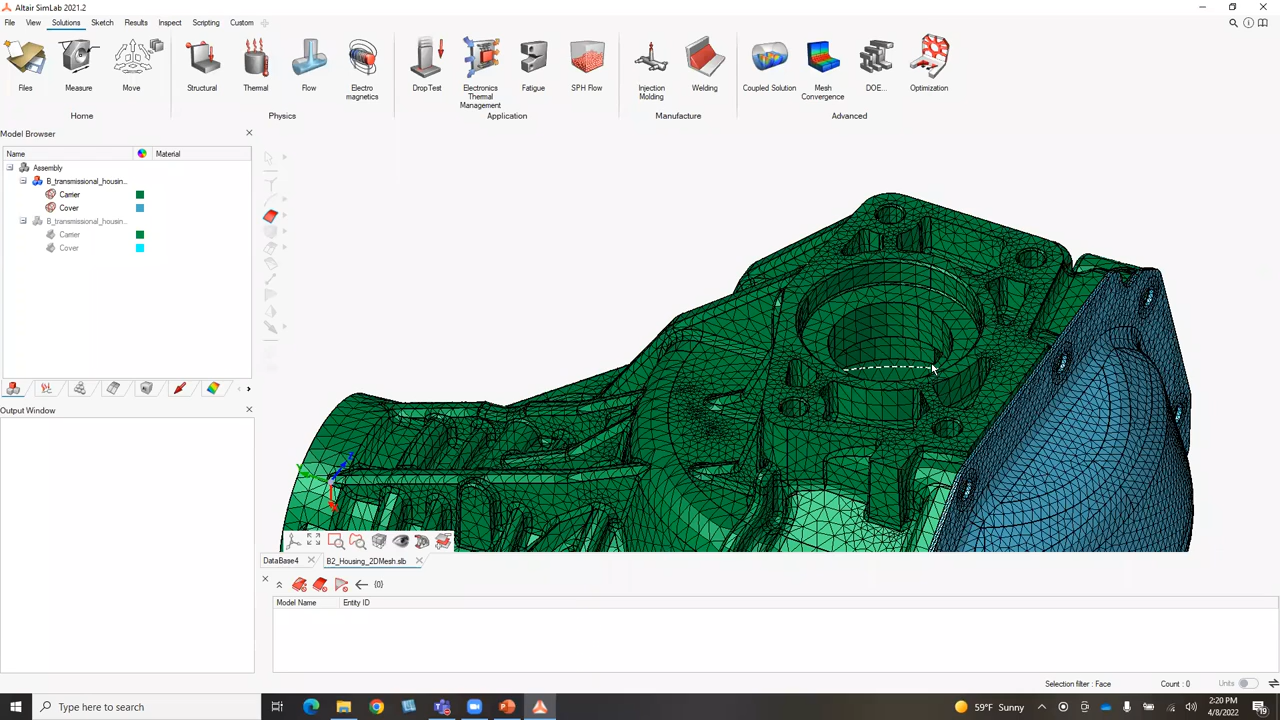 Altair SimLab 2021.2
File View Solutions Sketch Results Inspect Scripting Custom
Files Measure Move Structural Thermal Flow Electro magnetics Drop Test Electronics Thermal Management Fatigue SPH Flow Injection Molding Welding Coupled Solution Mesh Convergence DOE... Optimization
Home Physics Application Manufacture Advanced
Model Browser
Name Material
Assembly
B_transmissional_housin...
Carrier
Cover
B_transmissional_housin...
Carrier
Cover
Output Window
DataBase4 B2_Housing_2DMesh.slb
{0}
Model Name Entity ID
Selection filter : Face Count : 0 Units
Type here to search
59°F Sunny
2:20 PM
4/8/2022